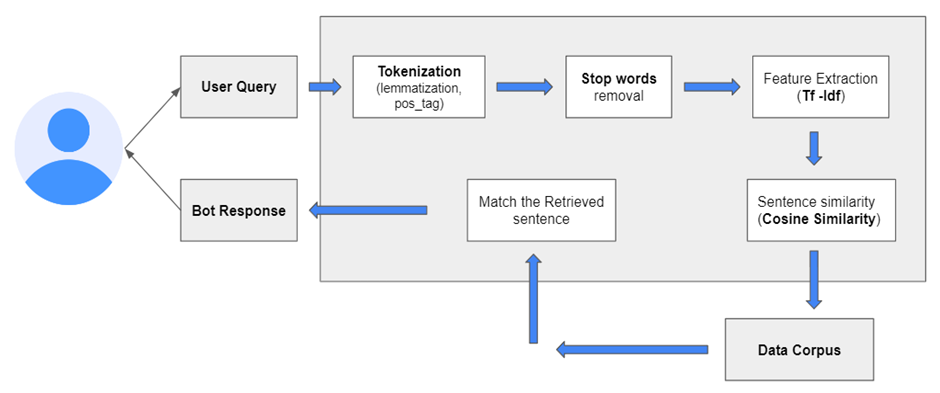 User Query
Tokenization
(lemmatization,
pos_tag)
Stop words
removal
Feature Extraction
(Tf -Idf)
Bot Response
Match the Retrieved
sentence
Sentence similarity
(Cosine Similarity)
Data Corpus